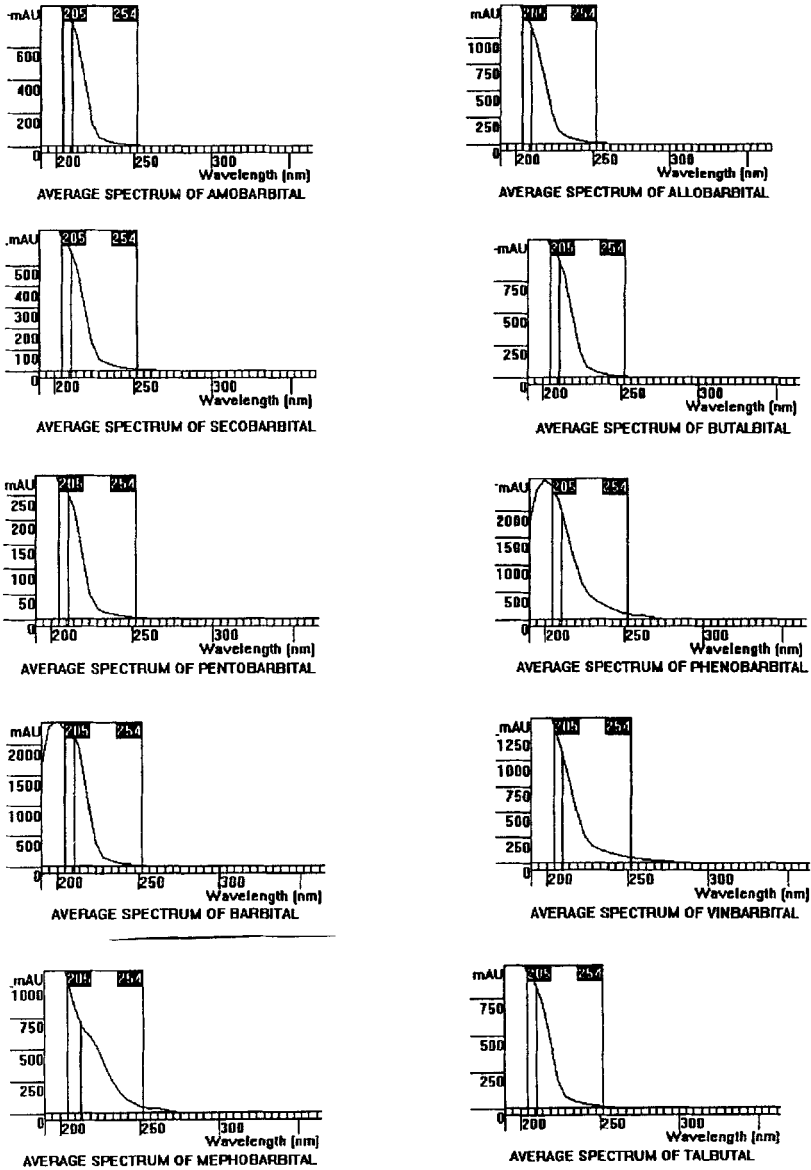 mAU 205 254
600
400
200
0
200 250 300
Wavelength (nm)
AVERAGE SPECTRUM OF AMOBARBITAL
mAU 205 254
1000
750
500
250
0
200 250 300
Wavelength (nm)
AVERAGE SPECTRUM OF ALLOBARBITAL
mAU 205 254
500
400
300
200
100
0
200 250 300
Wavelength (nm)
AVERAGE SPECTRUM OF SECOBARBITAL
mAU 205 254
750
500
250
0
200 250 300
Wavelength (nm)
AVERAGE SPECTRUM OF BUTALBITAL
mAU 205 254
250
200
150
100
50
0
200 250 300
Wavelength (nm)
AVERAGE SPECTRUM OF PENTOBARBITAL
mAU 205 254
2000
1500
1000
500
0
200 250 300
Wavelength (nm)
AVERAGE SPECTRUM OF PHENOBARBITAL
mAU 205 254
2000
1500
1000
500
0
200 250 300
Wavelength (nm)
AVERAGE SPECTRUM OF BARBITAL
mAU 205 254
1250
1000
750
500
250
0
200 250 300
Wavelength (nm)
AVERAGE SPECTRUM OF VINBARBITAL
mAU 205 254
1000
750
500
250
0
200 250 300
Wavelength (nm)
AVERAGE SPECTRUM OF MEPHOBARBITAL
mAU 205 254
750
500
250
0
200 250 300
Wavelength (nm)
AVERAGE SPECTRUM OF TALBUTAL